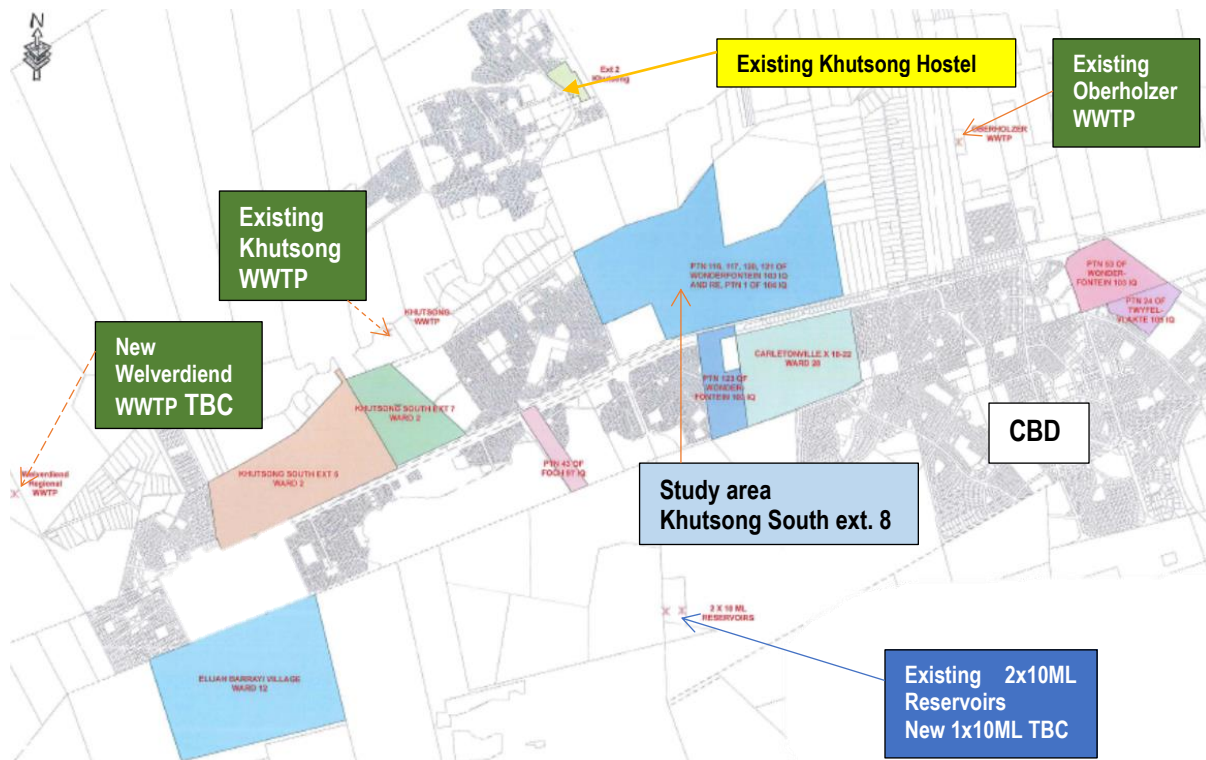 N
Ext 2
Khutsong
Existing Khutsong Hostel
Existing
Oberholzer
WWTP
OBERHOLZER
WWTP
Existing
Khutsong
WWTP
KHUTSONG
WWTP
New
Welverdiend
WWTP TBC
Welverdiend
Regional
WWTP
PTN 53 OF
WONDER-
FONTEIN 103 IQ
PTN 24 OF
TWYFEL-
VLAKTE 105 IQ
PTN 116, 117, 120, 121 OF
WONDERFONTEIN 103 IQ
AND RE, PTN 1 OF 104 IQ
CARLETONVILLE X 18-22
WARD 28
PTN 123 OF
WONDER-
FONTEIN 103 IQ
KHUTSONG SOUTH EXT 7
WARD 2
KHUTSONG SOUTH EXT 5
WARD 2
PTN 43 OF
FOCH 97 IQ
CBD
Study area
Khutsong South ext. 8
2 X 10 ML
RESERVOIRS
Existing 2x10ML
Reservoirs
New 1x10ML TBC
ELIJAH BARRAYI VILLAGE
WARD 12